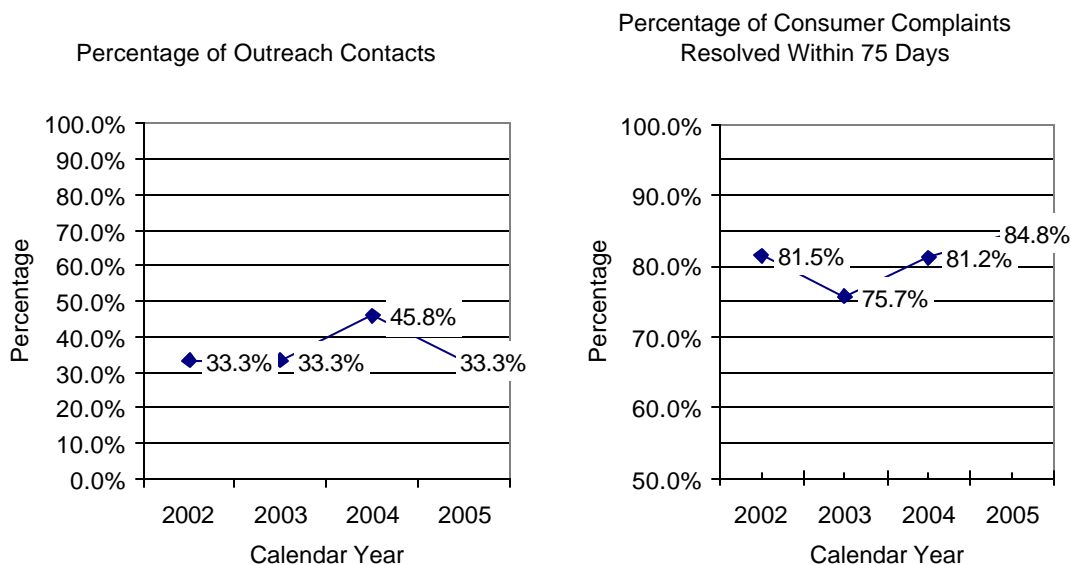 Percentage of Outreach Contacts
100.0%
90.0%
80.0%
70.0%
60.0%
50.0%
40.0%
30.0%
20.0%
10.0%
0.0%
Percentage
33.3%
33.3%
45.8%
33.3%
2002 2003 2004 2005
Calendar Year
Percentage of Consumer Complaints
Resolved Within 75 Days
100.0%
90.0%
80.0%
70.0%
60.0%
50.0%
Percentage
81.5%
75.7%
81.2%
84.8%
2002 2003 2004 2005
Calendar Year